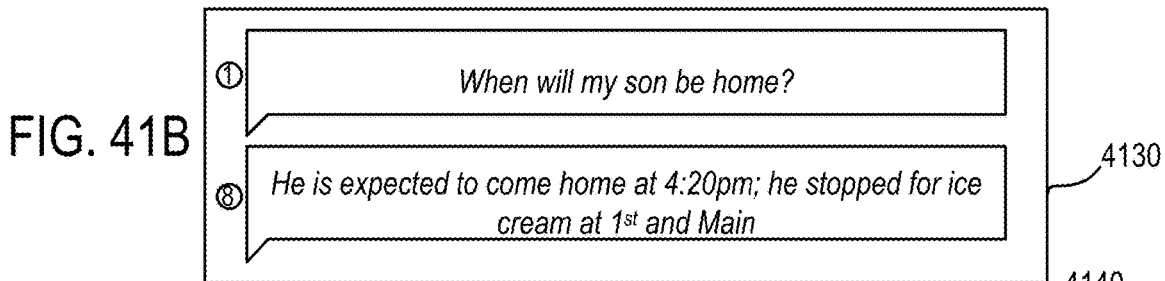 ①
When will my son be home?
FIG. 41B
4130
⑧
He is expected to come home at 4:20pm; he stopped for ice
cream at 1st and Main